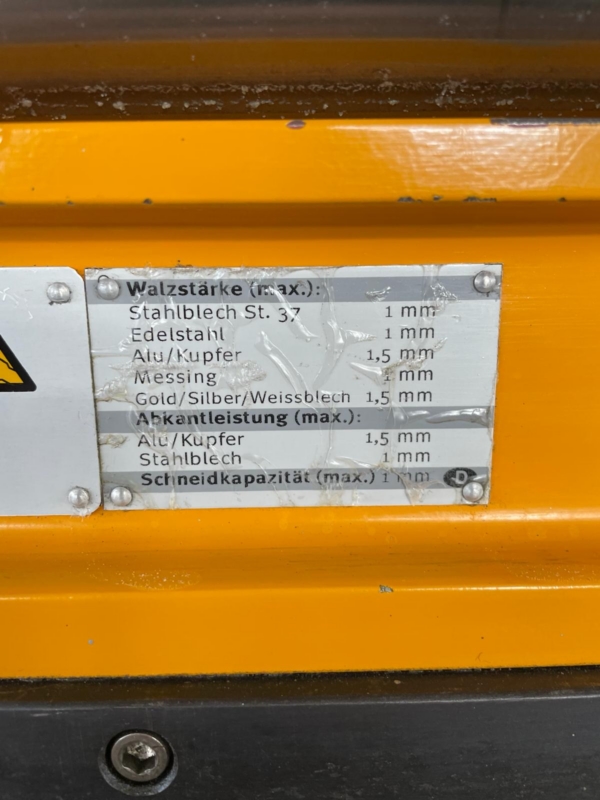 Walzstärke (max.):
Stahlblech St. 37 1 mm
Edelstahl 1 mm
Alu/Kupfer 1,5 mm
Messing 1 mm
Gold/Silber/Weissblech 1,5 mm
Abkantleistung (max.):
Alu/Kupfer 1,5 mm
Stahlblech 1 mm
Schneidkapazität (max.) 1 mm D